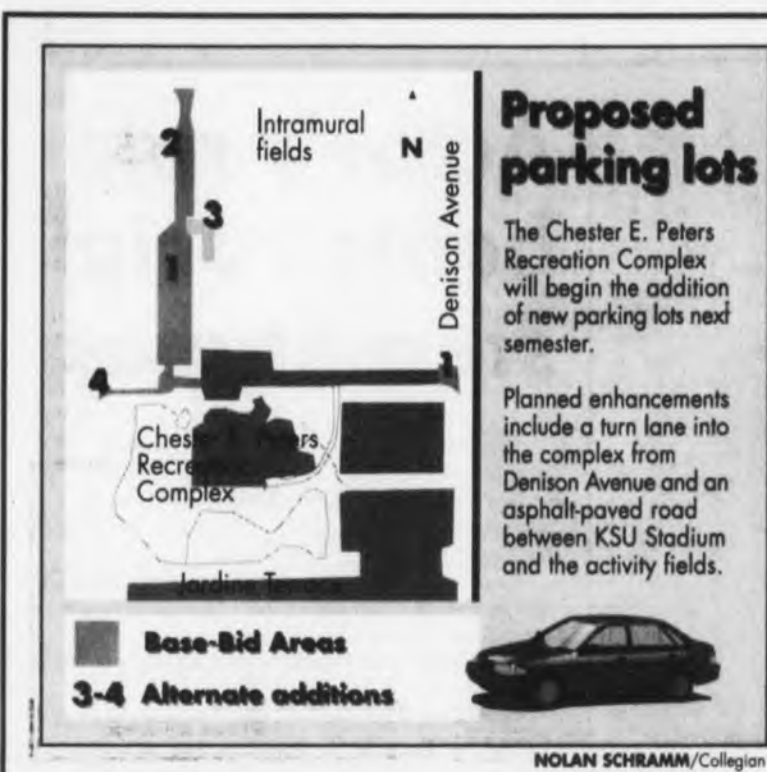 Proposed
parking lots
The Chester E. Peters
Recreation Complex
will begin the addition
of new parking lots next
semester.
Planned enhancements
include a turn lane into
the complex from
Denison Avenue and an
asphalt-paved road
between KSU Stadium
and the activity fields.
Intramural
fields
N
Denison Avenue
2
3
1
4
1
Chester E. Peters
Recreation
Complex
Jardine Terrace
Base-Bid Areas
3-4 Alternate additions
NOLAN SCHRAMM/Collegian